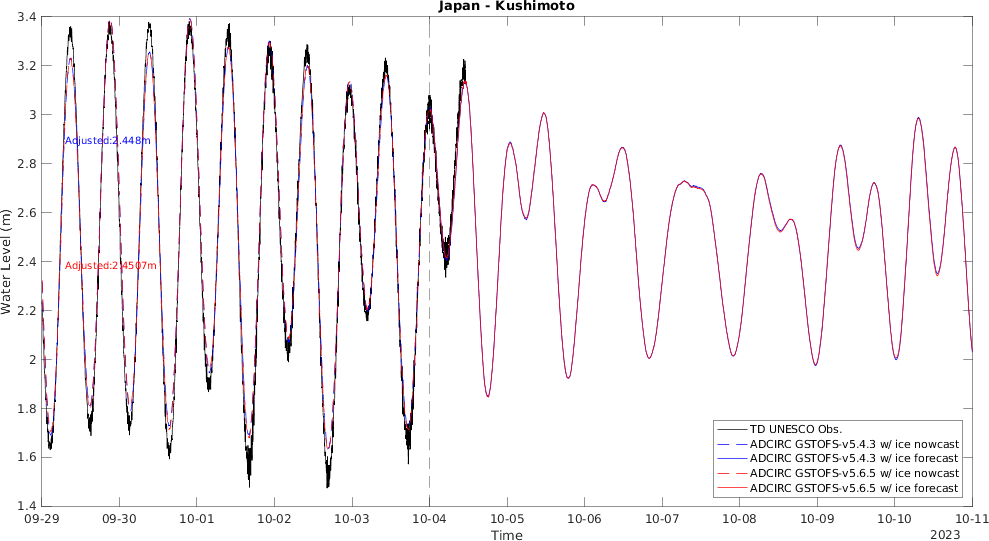 Japan - Kushimoto
3.4
3.2
3
2.8
2.6
2.4
2.2
2
1.8
1.6
1.4
Water Level (m)
Adjusted:2.448m
Adjusted:2.4507m
TD UNESCO Obs.
ADCIRC GSTOFS-v5.4.3 w/ ice nowcast
ADCIRC GSTOFS-v5.4.3 w/ ice forecast
ADCIRC GSTOFS-v5.6.5 w/ ice nowcast
ADCIRC GSTOFS-v5.6.5 w/ ice forecast
09-29 09-30 10-01 10-02 10-03 10-04 10-05 10-06 10-07 10-08 10-09 10-10 10-11
Time
2023